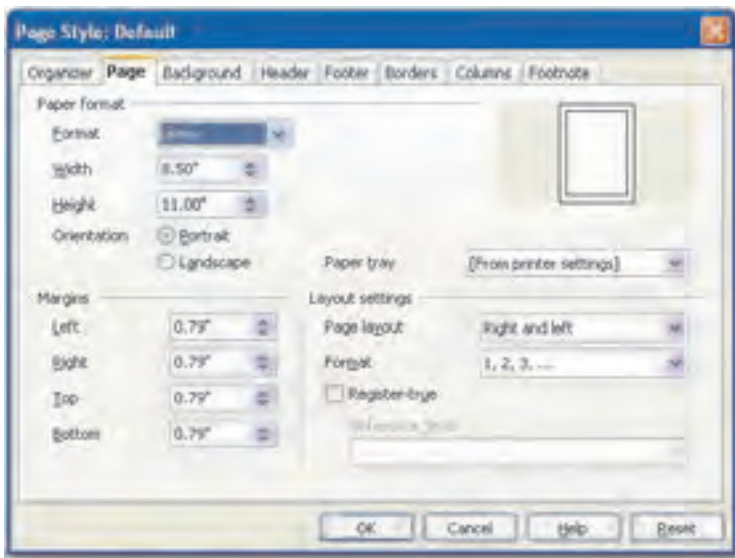 Page Style: Default
Organizer Page Background Header Footer Borders Columns Footnote
Paper format
Format
Width 8.50"
Height 11.00"
Orientation Portrait
Landscape Paper tray [From printer settings]
Margins Layout settings
Left 0.79" Page layout Right and left
Right 0.79" Format 1, 2, 3, ...
Top 0.79" Register-true
Bottom 0.79"
OK Cancel Help Reset